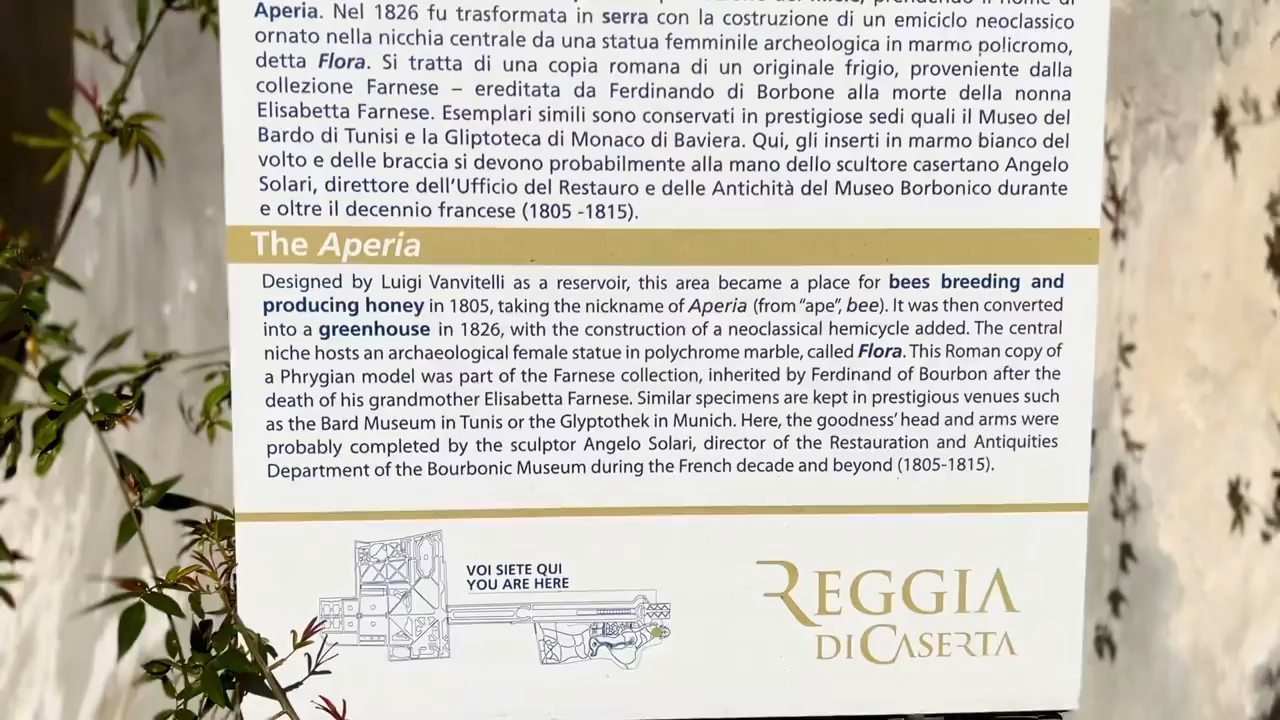 Aperia. Nel 1826 fu trasformata in serra con la costruzione di un emiciclo neoclassico
ornato nella nicchia centrale da una statua femminile archeologica in marmo policromo,
detta Flora. Si tratta di una copia romana di un originale frigio, proveniente dalla
collezione Farnese – ereditata da Ferdinando di Borbone alla morte della nonna
Elisabetta Farnese. Esemplari simili sono conservati in prestigiose sedi quali il Museo del
Bardo di Tunisi e la Gliptoteca di Monaco di Baviera. Qui, gli inserti in marmo bianco del
volto e delle braccia si devono probabilmente alla mano dello scultore casertano Angelo
Solari, direttore dell'Ufficio del Restauro e delle Antichità del Museo Borbonico durante
e oltre il decennio francese (1805 -1815).
The Aperia
Designed by Luigi Vanvitelli as a reservoir, this area became a place for bees breeding and
producing honey in 1805, taking the nickname of Aperia (from "ape", bee). It was then converted
into a greenhouse in 1826, with the construction of a neoclassical hemicycle added. The central
niche hosts an archaeological female statue in polychrome marble, called Flora. This Roman copy of
a Phrygian model was part of the Farnese collection, inherited by Ferdinand of Bourbon after the
death of his grandmother Elisabetta Farnese. Similar specimens are kept in prestigious venues such
as the Bard Museum in Tunis or the Glyptothek in Munich. Here, the goodness' head and arms were
probably completed by the sculptor Angelo Solari, director of the Restauration and Antiquities
Department of the Bourbonic Museum during the French decade and beyond (1805-1815).
VOI SIETE QUI
YOU ARE HERE
REGGIA
DI CASERTA